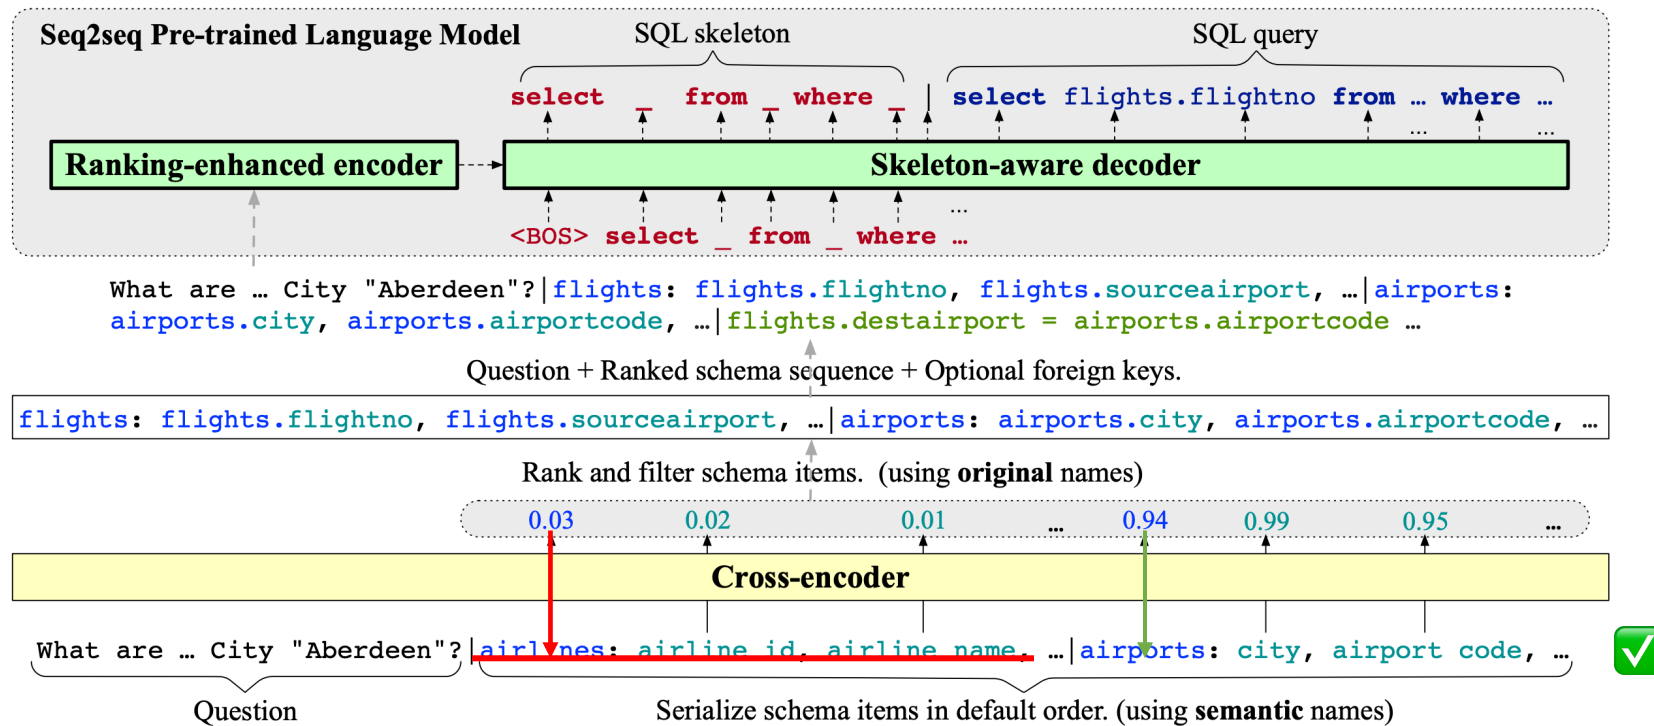 Seq2seq Pre-trained Language Model
SQL skeleton
SQL query
select _ from _ where _ | select flights.flightno from … where …
… …
Ranking-enhanced encoder
Skeleton-aware decoder
…
<BOS> select _ from _ where …
What are … City "Aberdeen"?|flights: flights.flightno, flights.sourceairport, …|airports:
airports.city, airports.airportcode, …|flights.destairport = airports.airportcode …
Question + Ranked schema sequence + Optional foreign keys.
flights: flights.flightno, flights.sourceairport, …|airports: airports.city, airports.airportcode, …
Rank and filter schema items. (using original names)
0.03 0.02 0.01 … 0.94 0.99 0.95 …
Cross-encoder
What are … City "Aberdeen"?|airlines: airline id, airline name, …|airports: city, airport code, …
Question
Serialize schema items in default order. (using semantic names)